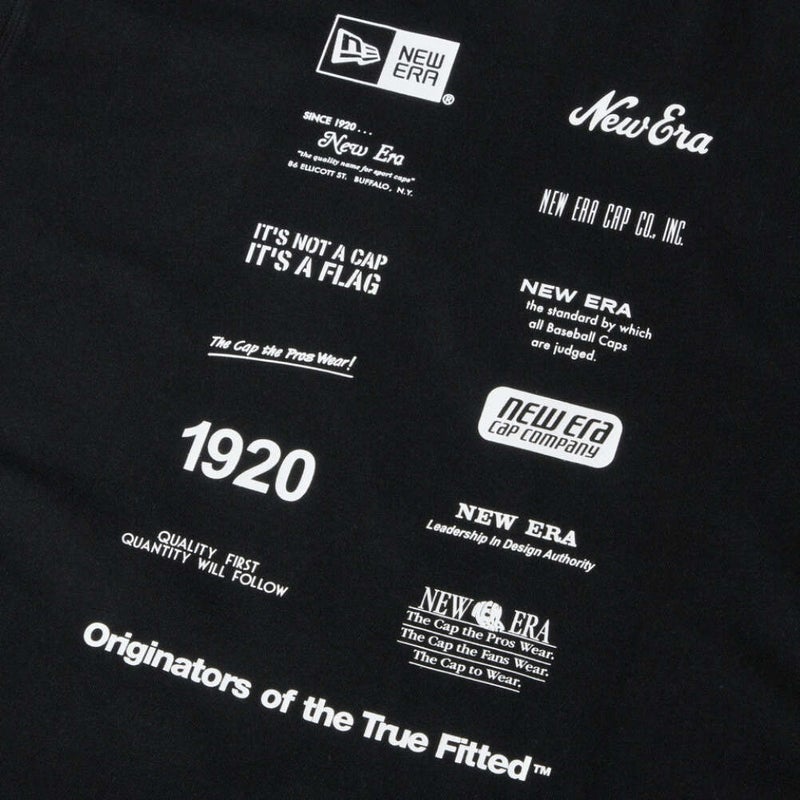 NEW
ERA®
SINCE 1920...
New Era
"the quality name for sport caps"
86 ELLICOTT ST. BUFFALO, N.Y.
IT'S NOT A CAP
IT'S A FLAG
The Cap the Pros Wear!
1920
QUALITY FIRST
QUANTITY WILL FOLLOW
New Era
NEW ERA CAP CO., INC.
NEW ERA
the standard by which
all Baseball Caps
are judged.
new era
cap company
NEW ERA
Leadership In Design Authority
NEW ERA
The Cap the Pros Wear.
The Cap the Fans Wear.
The Cap to Wear.
Originators of the True Fitted™